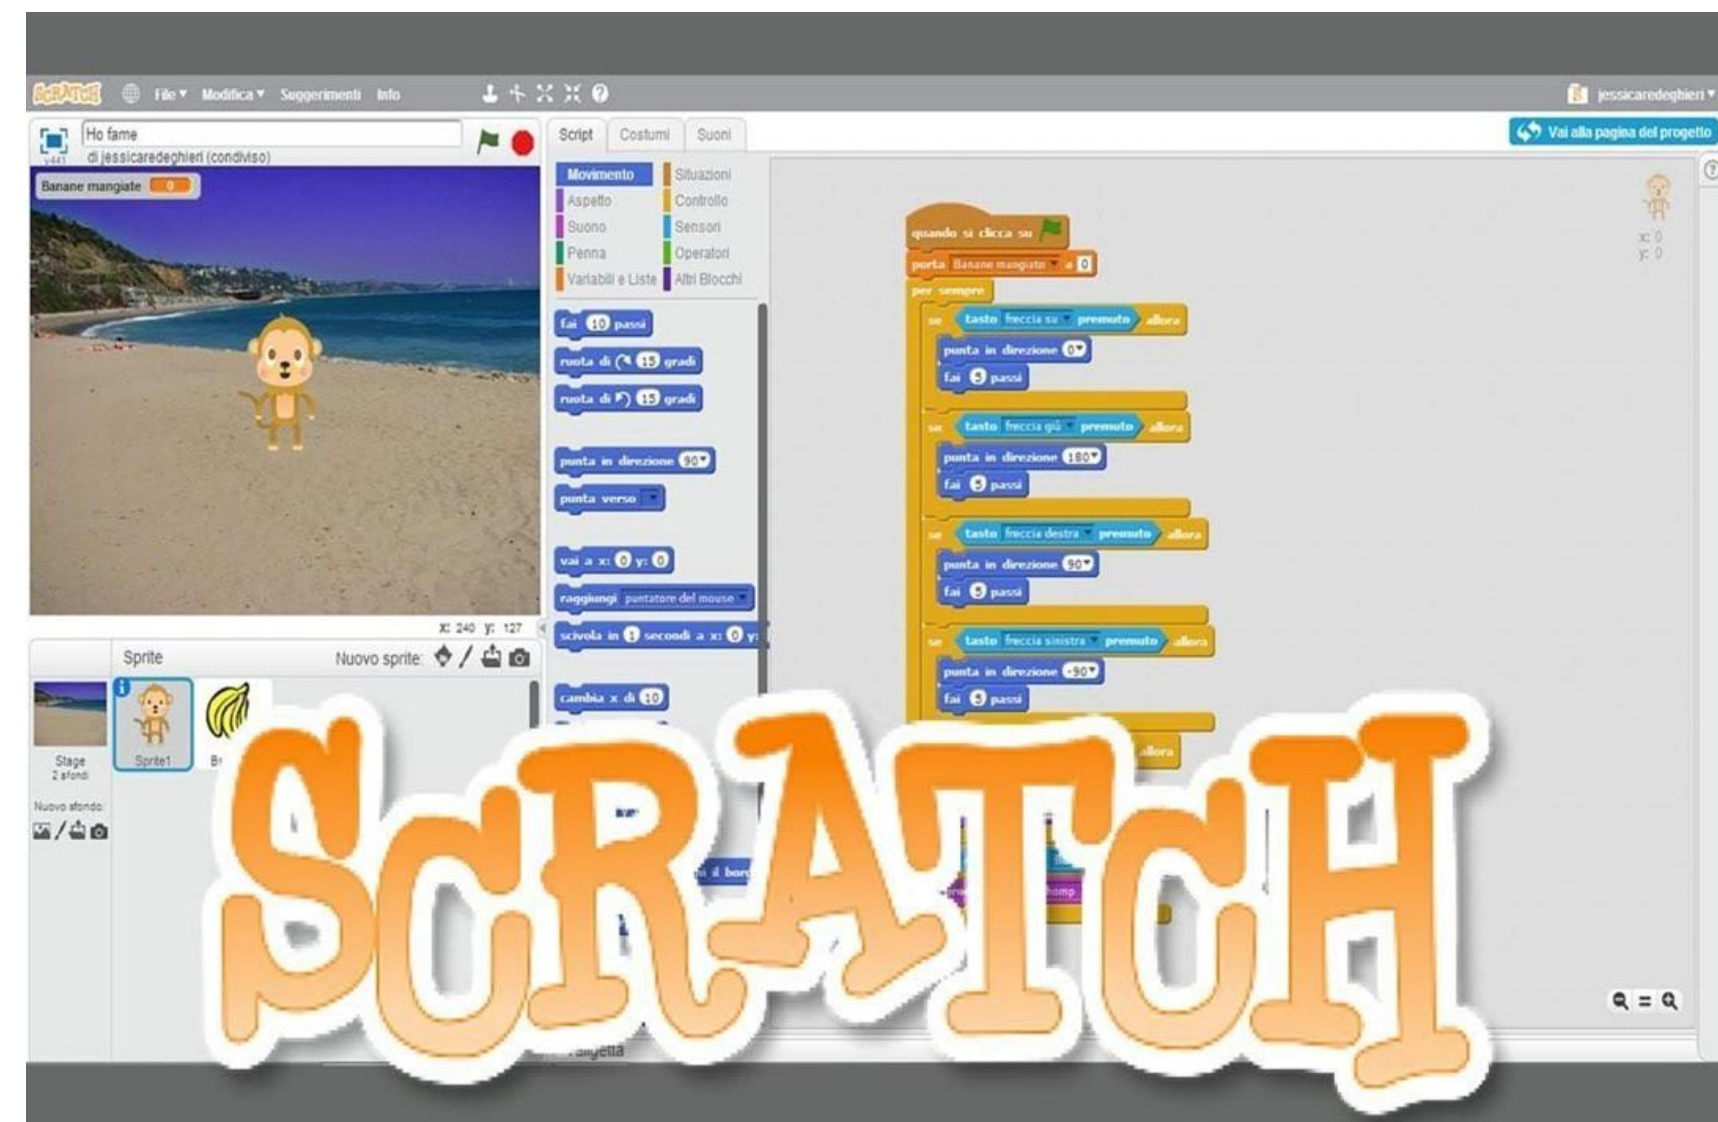 SCRATCH File Modifica Suggerimenti Info jessicaredeghieri
Ho fame
di jessicaredeghieri (condiviso)
y441
Banane mangiate 0
X: 240 y: 127
Sprite Nuovo sprite:
Stage
2 sfondi
Nuovo sfondo:
Sprite1
Script Costumi Suoni
Vai alla pagina del progetto
Movimento Situazioni
Aspetto Controllo
Suono Sensori
Penna Operatori
Variabili e Liste Altri Blocchi
fai 10 passi
ruota di 15 gradi
ruota di 15 gradi
punta in direzione 90
punta verso
vai a x: 0 y: 0
raggiungi puntatore del mouse
scivola in 1 secondi a x: 0 y:
cambia x di 10
il bord
quando si clicca su
porta Banane mangiate a 0
per sempre
se tasto freccia su premuto allora
punta in direzione 0
fai 5 passi
se tasto freccia giù premuto allora
punta in direzione 180
fai 5 passi
se tasto freccia destra premuto allora
punta in direzione 90
fai 5 passi
se tasto freccia sinistra premuto allora
punta in direzione -90
fai 5 passi
allora
homp
x: 0
y: 0
SCRATCH